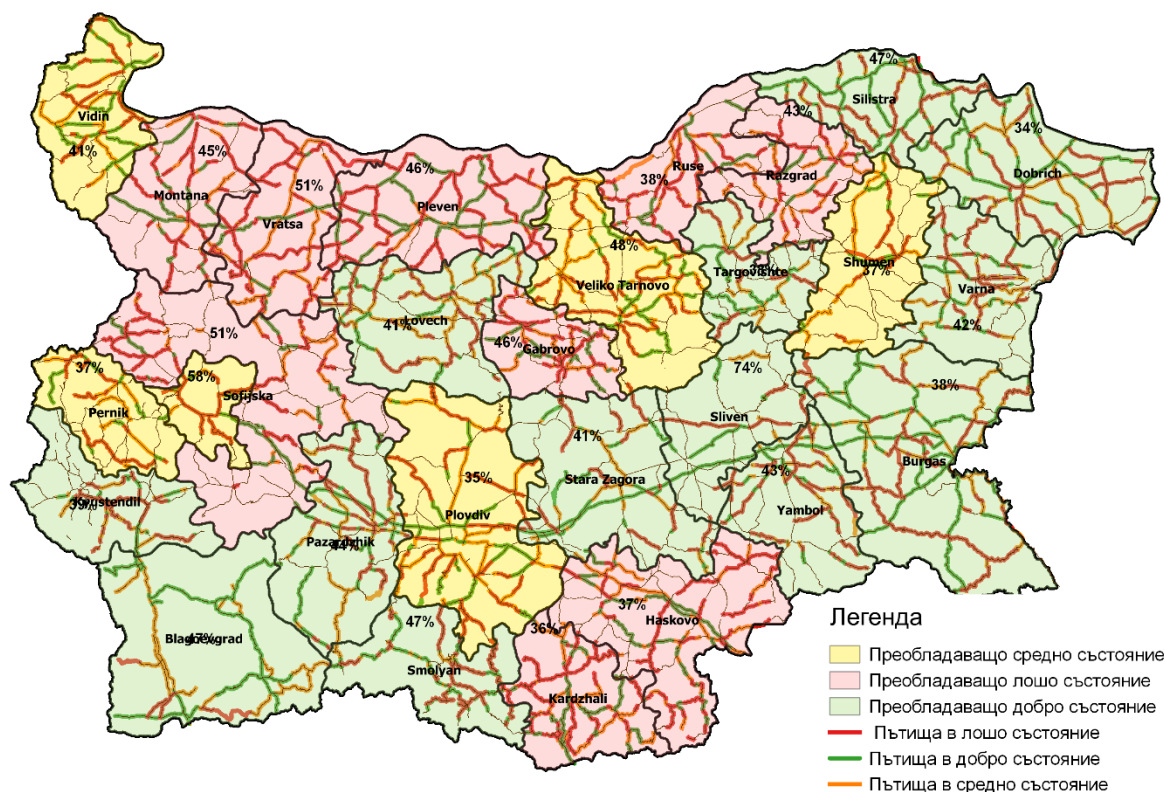 47%
Silistra
Vidin
41%
45%
Montana
51%
Vratsa
46%
Pleven
43%
Ruse
Razgrad
38%
34%
Dobrich
48%
Veliko Tarnovo
Targovishte
Shumen
37%
Varna
42%
51%
41%
Lovech
46%
Gabrovo
37%
58%
Pernik
Sofijska
74%
Sliven
38%
41%
Stara Zagora
43%
Yambol
Burgas
35%
Plovdiv
Kyustendil
Pazardzhik
Blagoevgrad
47%
47%
Smolyan
36%
37%
Haskovo
Kardzhali
Легенда
Преобладаващо средно състояние
Преобладаващо лошо състояние
Преобладаващо добро състояние
Пътища в лошо състояние
Пътища в добро състояние
Пътища в средно състояние